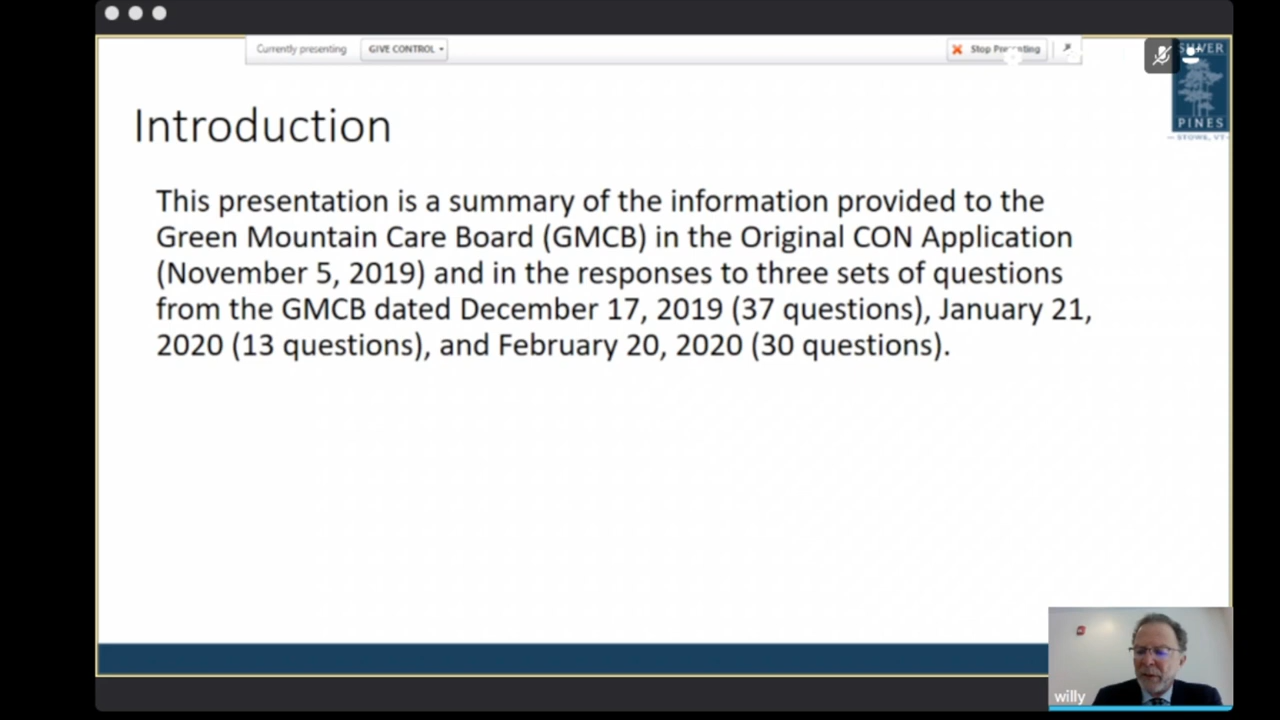 Currently presenting GIVE CONTROL Stop Presenting
SILVER
PINES
STOWE, VT
Introduction
This presentation is a summary of the information provided to the
Green Mountain Care Board (GMCB) in the Original CON Application
(November 5, 2019) and in the responses to three sets of questions
from the GMCB dated December 17, 2019 (37 questions), January 21,
2020 (13 questions), and February 20, 2020 (30 questions).
willy